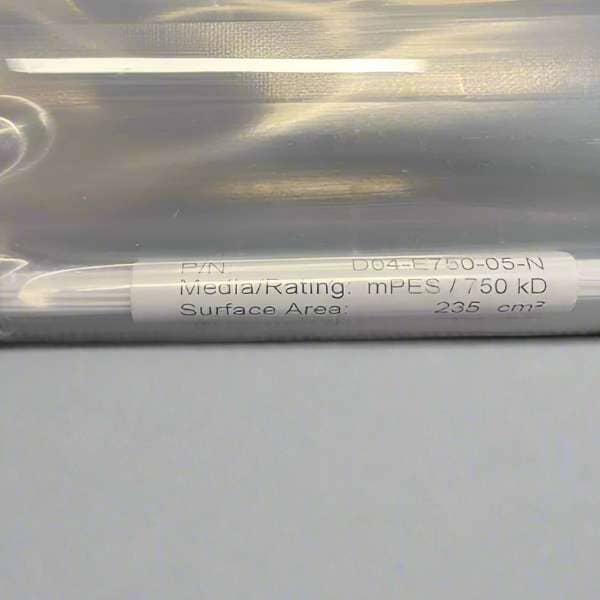 P/N: D04-E750-05-N
Media/Rating: mPES / 750 kD
Surface Area: 235 cm²